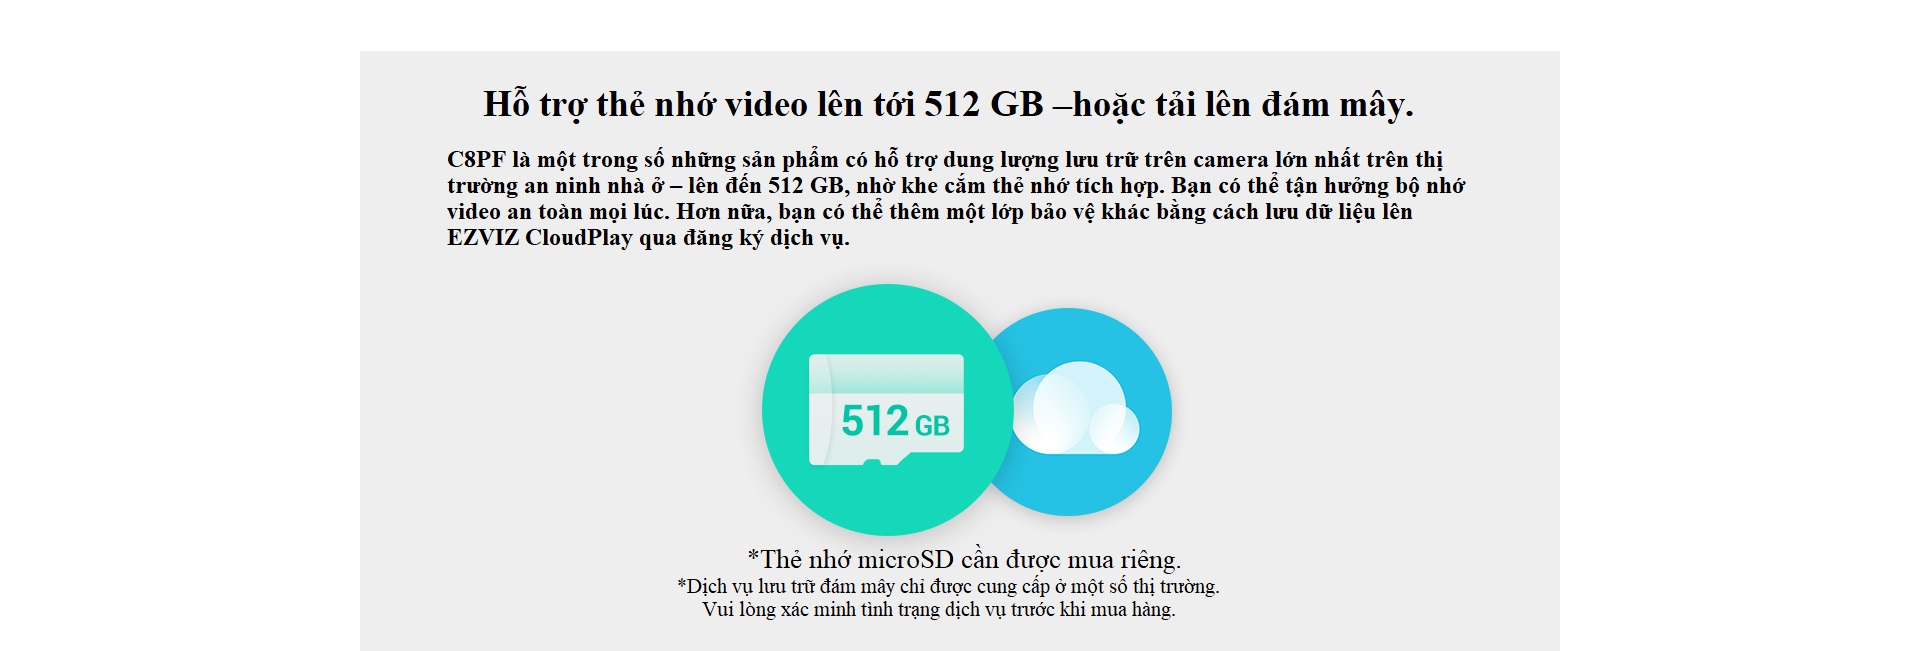 Hỗ trợ thẻ nhớ video lên tới 512 GB –hoặc tải lên đám mây.
C8PF là một trong số những sản phẩm có hỗ trợ dung lượng lưu trữ trên camera lớn nhất trên thị
trường an ninh nhà ở – lên đến 512 GB, nhờ khe cắm thẻ nhớ tích hợp. Bạn có thể tận hưởng bộ nhớ
video an toàn mọi lúc. Hơn nữa, bạn có thể thêm một lớp bảo vệ khác bằng cách lưu dữ liệu lên
EZVIZ CloudPlay qua đăng ký dịch vụ.
512 GB
*Thẻ nhớ microSD cần được mua riêng.
*Dịch vụ lưu trữ đám mây chỉ được cung cấp ở một số thị trường.
Vui lòng xác minh tình trạng dịch vụ trước khi mua hàng.